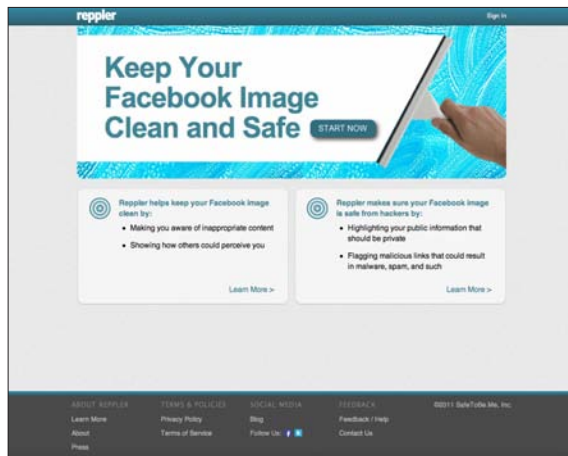 reppler
Sign In
Keep Your
Facebook Image
Clean and Safe
START NOW
Reppler helps keep your Facebook image
clean by:
• Making you aware of inappropriate content
• Showing how others could perceive you
Learn More >
Reppler makes sure your Facebook image
is safe from hackers by:
• Highlighting your public information that
should be private
• Flagging malicious links that could result
in malware, spam, and such
Learn More >
ABOUT REPPLER
Learn More
About
Press
TERMS & POLICIES
Privacy Policy
Terms of Service
SOCIAL MEDIA
Blog
Follow Us:
FEEDBACK
Feedback / Help
Contact Us
©2011 SafeToBe.Me, Inc.